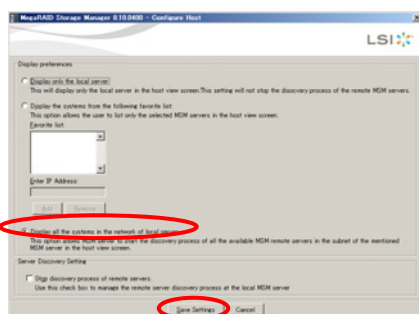 MegaRAID Storage Manager 8.10.0400 - Configure Host
LSI
Display preferences
Display only the local server
This will display only the local server in the host view screen.This setting will not stop the discovery process of the remote MSM servers.
Display the systems from the following favorite list:
This option allows the user to list only the selected MSM servers in the host view screen.
Favorite list:
Enter IP Address:
Add Remove
Display all the systems in the network of local server.
This option allows MSM server to start the discovery process of all the available MSM remote servers in the subnet of the mentioned
MSM server in the host view screen.
Server Discovery Setting
Stop discovery process of remote servers.
Use this check box to manage the remote server discovery process at the local MSM server
Save Settings Cancel